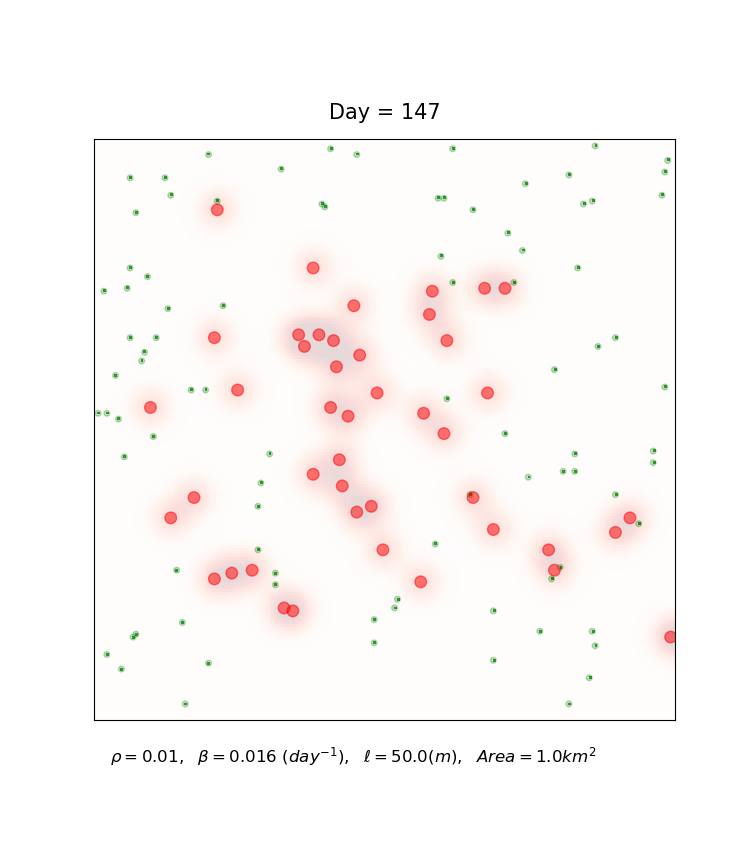 Day = 147
ρ = 0.01, β = 0.016 (day⁻¹), ℓ = 50.0(m), Area = 1.0km²